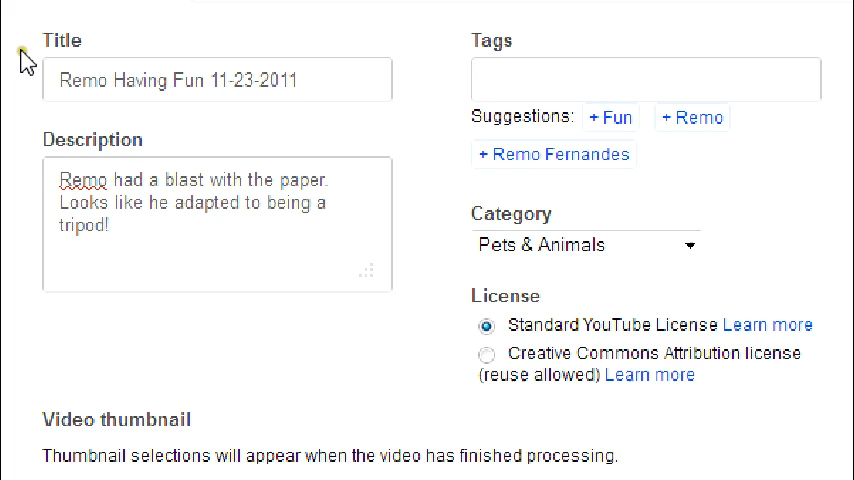 Title
Remo Having Fun 11-23-2011
Description
Remo had a blast with the paper.
Looks like he adapted to being a
tripod!
Tags
Suggestions: + Fun + Remo
+ Remo Fernandes
Category
Pets & Animals
License
Standard YouTube License Learn more
Creative Commons Attribution license
(reuse allowed) Learn more
Video thumbnail
Thumbnail selections will appear when the video has finished processing.